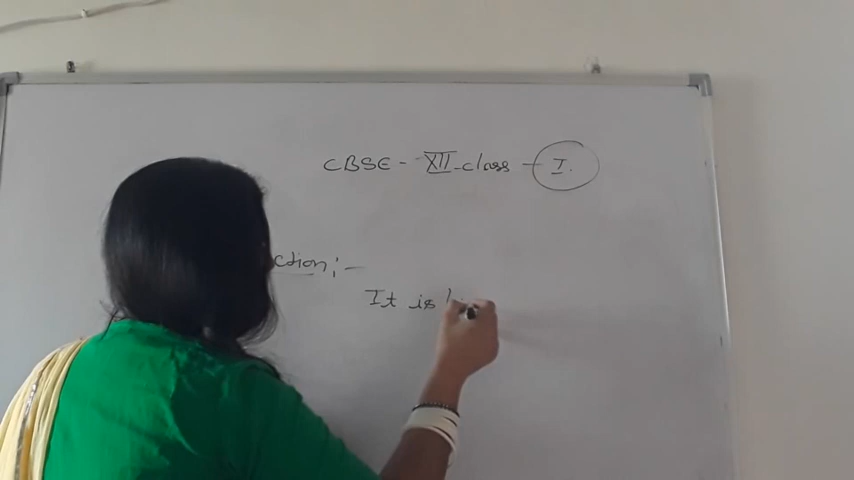 CBSE - XII class - I.
ction :-
It is